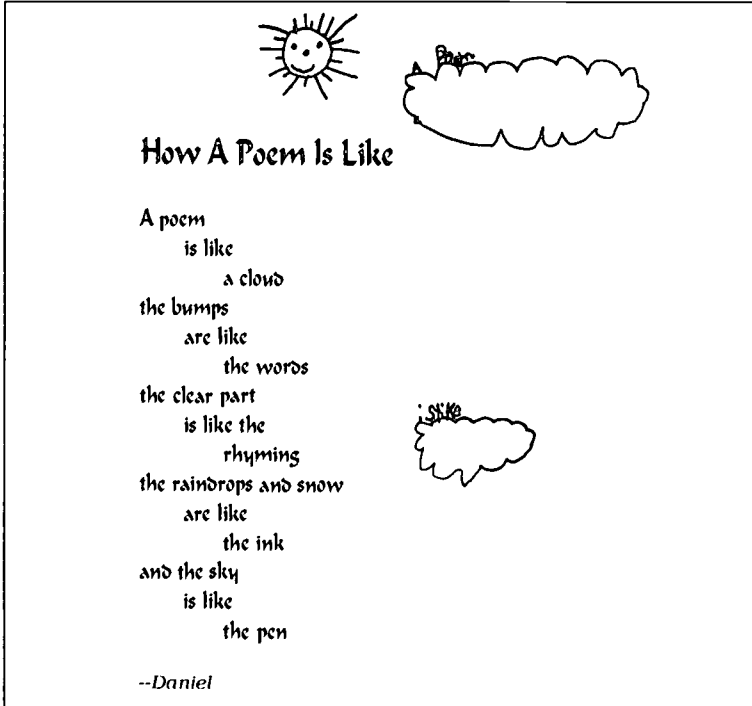 A Poem
How A Poem Is Like
A poem
is like
a cloud
the bumps
are like
the words
the clear part
is like the
rhyming
the raindrops and snow
are like
the ink
and the sky
is like
the pen
--Daniel